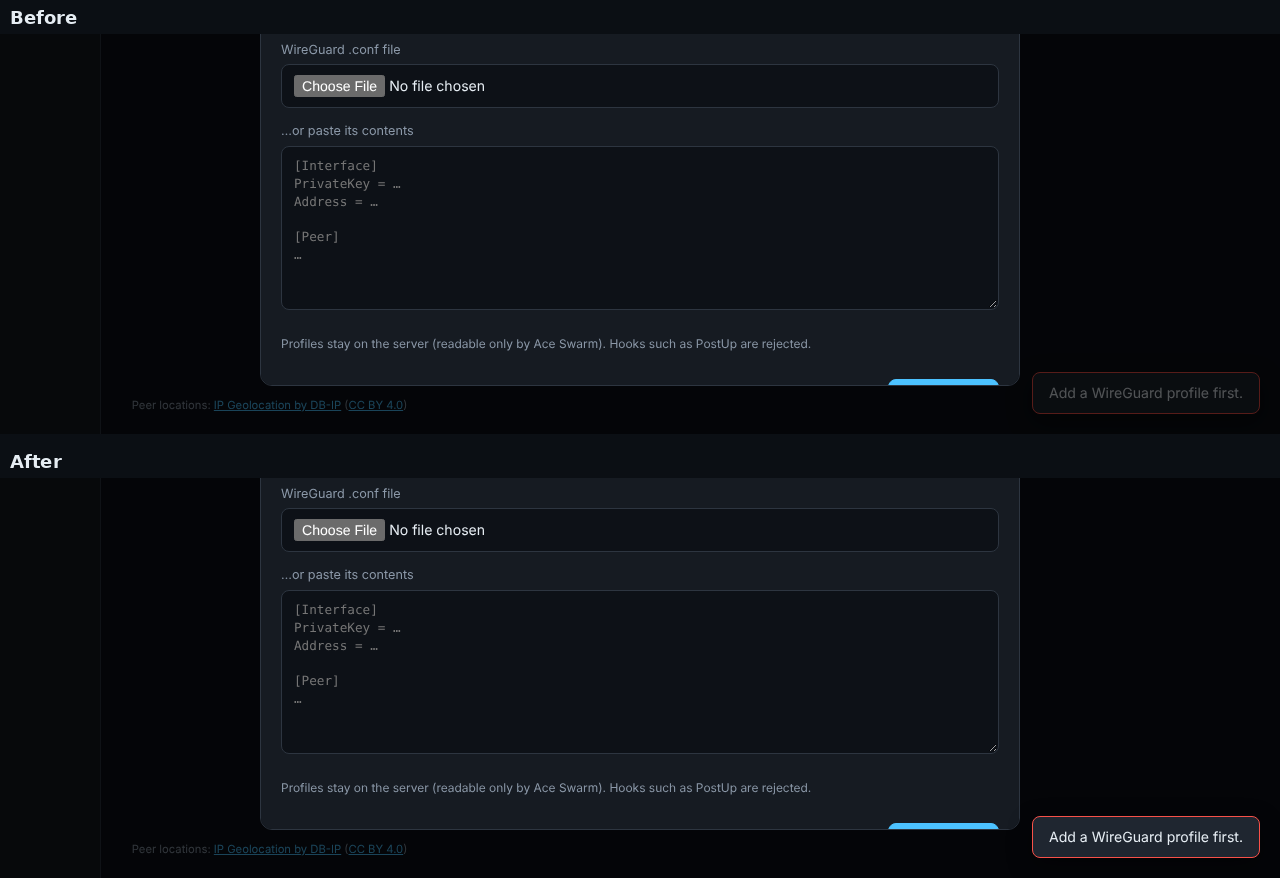 Before
WireGuard .conf file
Choose File No file chosen
...or paste its contents
[Interface]
PrivateKey = …
Address = …
[Peer]
…
Profiles stay on the server (readable only by Ace Swarm). Hooks such as PostUp are rejected.
Add a WireGuard profile first.
Peer locations: IP Geolocation by DB-IP (CC BY 4.0)
After
WireGuard .conf file
Choose File No file chosen
...or paste its contents
[Interface]
PrivateKey = …
Address = …
[Peer]
…
Profiles stay on the server (readable only by Ace Swarm). Hooks such as PostUp are rejected.
Add a WireGuard profile first.
Peer locations: IP Geolocation by DB-IP (CC BY 4.0)